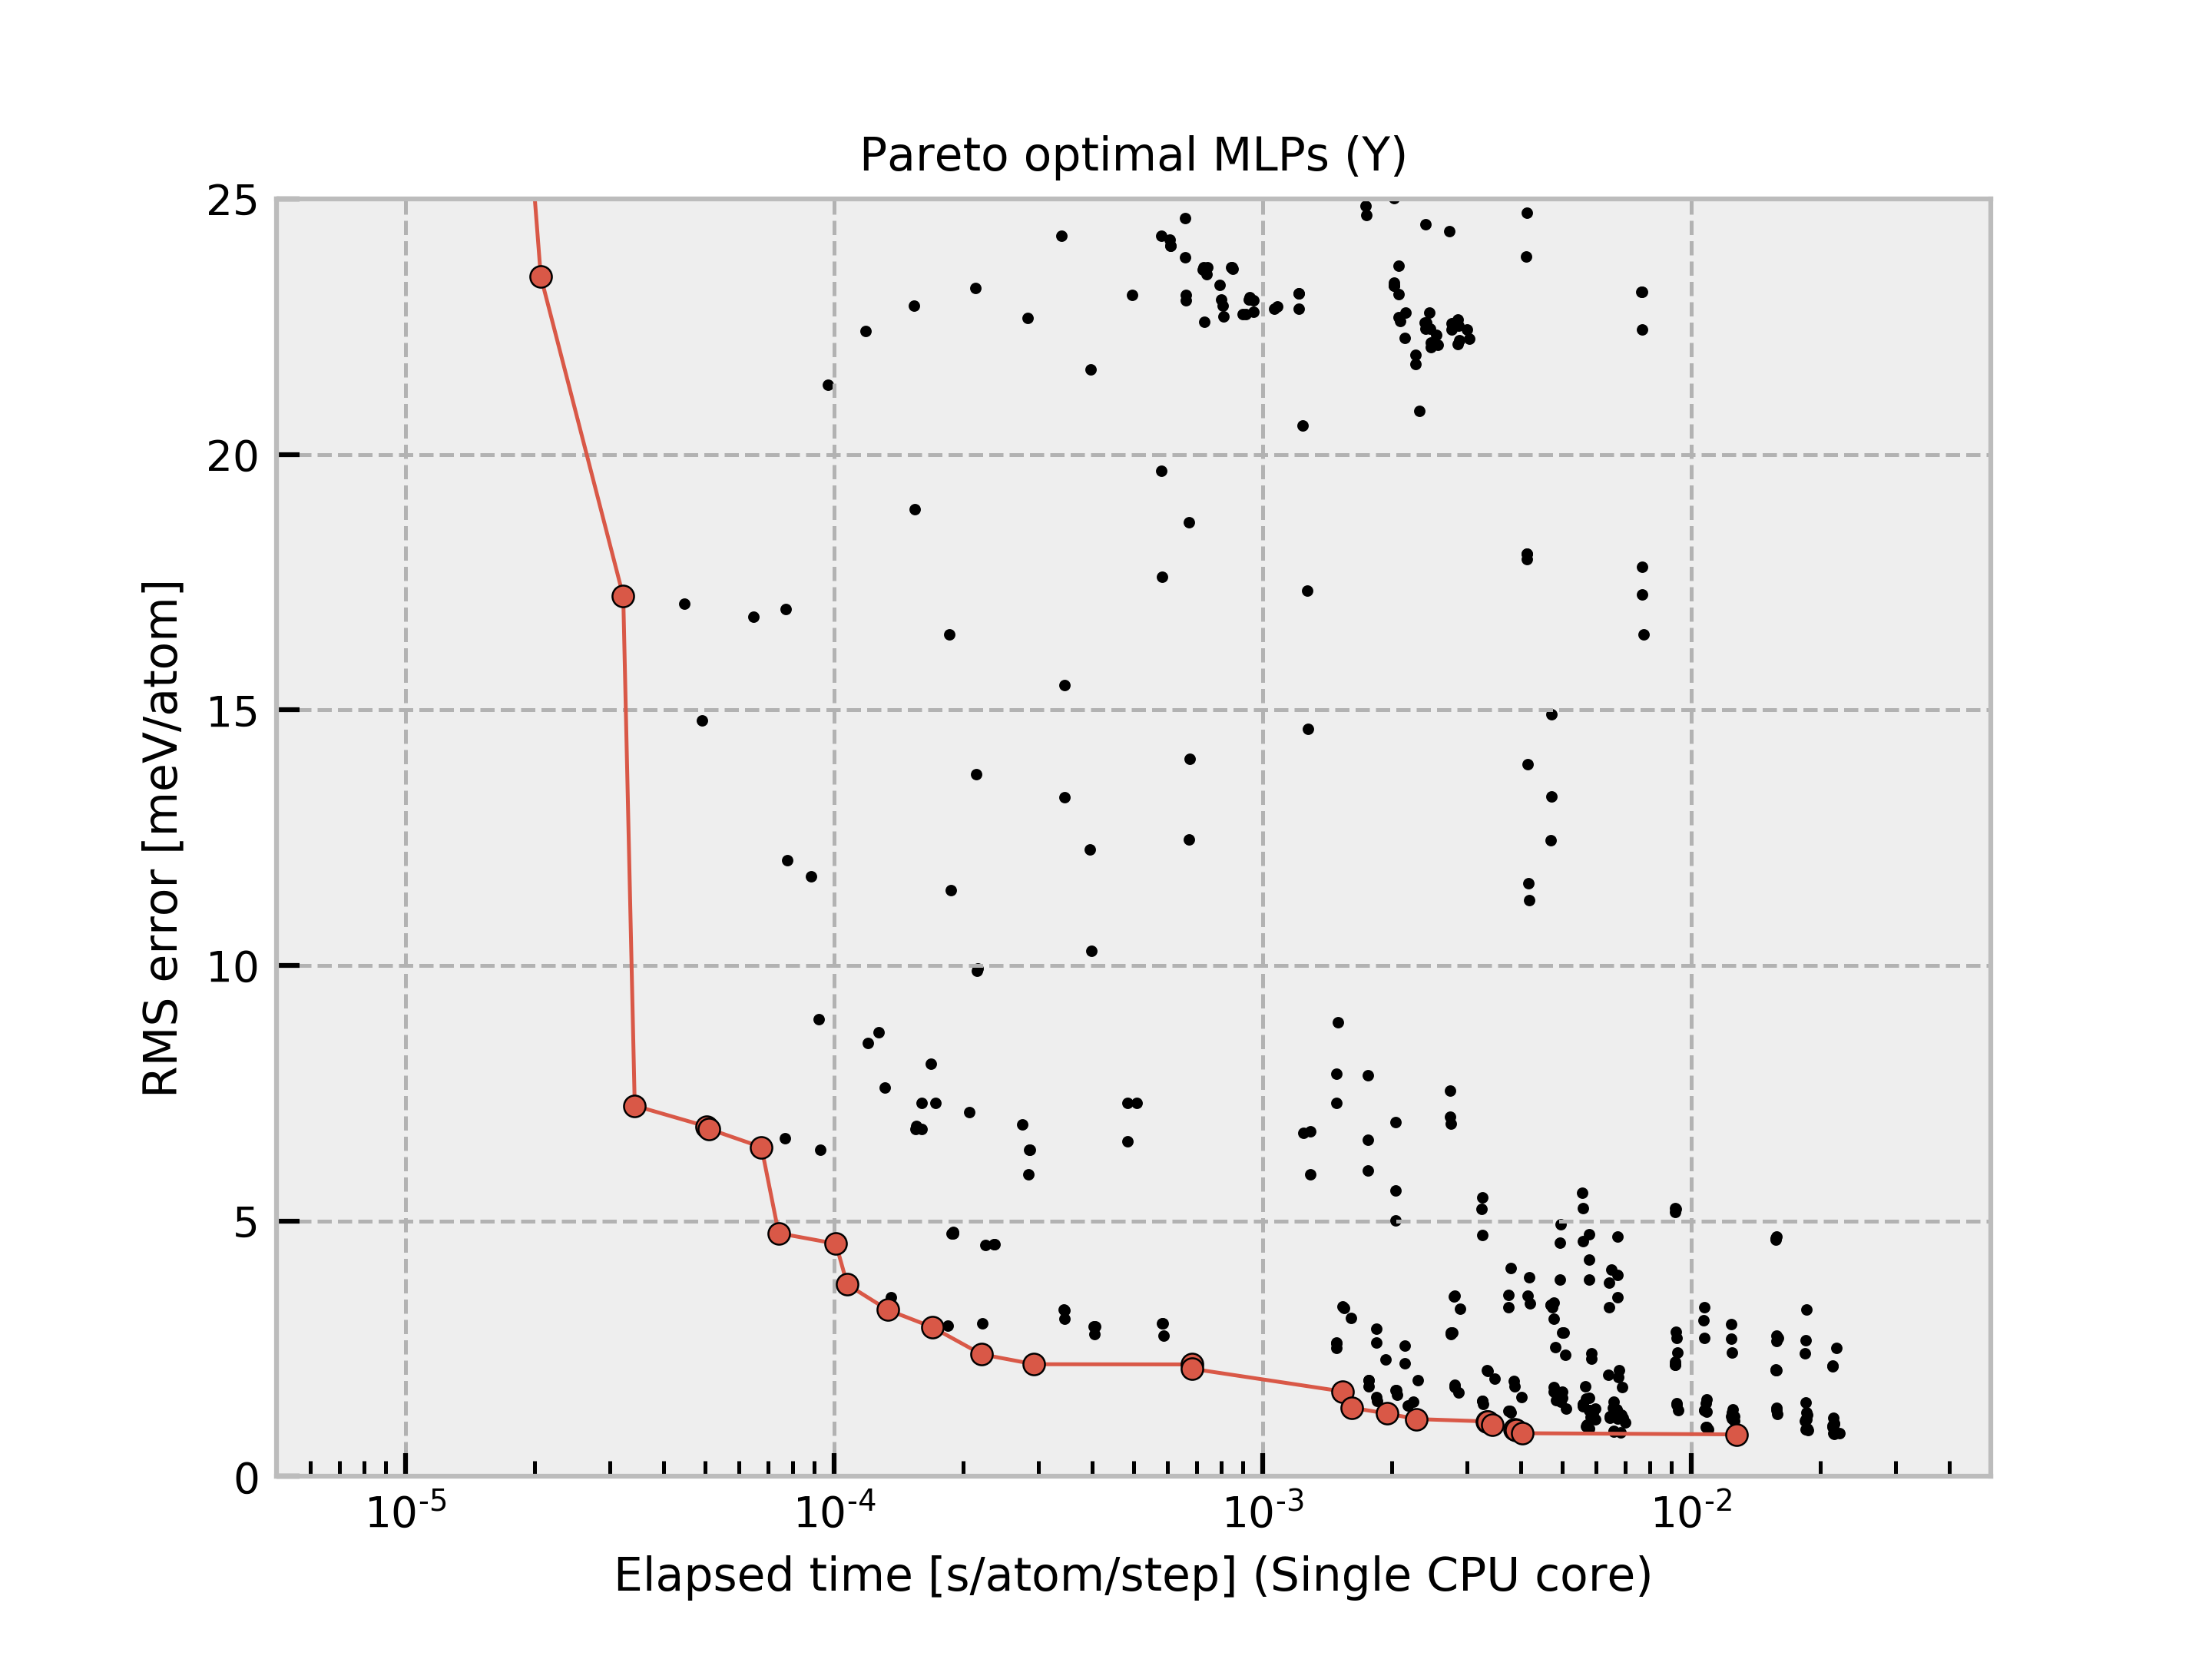 Pareto optimal MLPs (Y)
RMS error [meV/atom]
25
20
15
10
5
0
10-5 10-4 10-3 10-2
Elapsed time [s/atom/step] (Single CPU core)